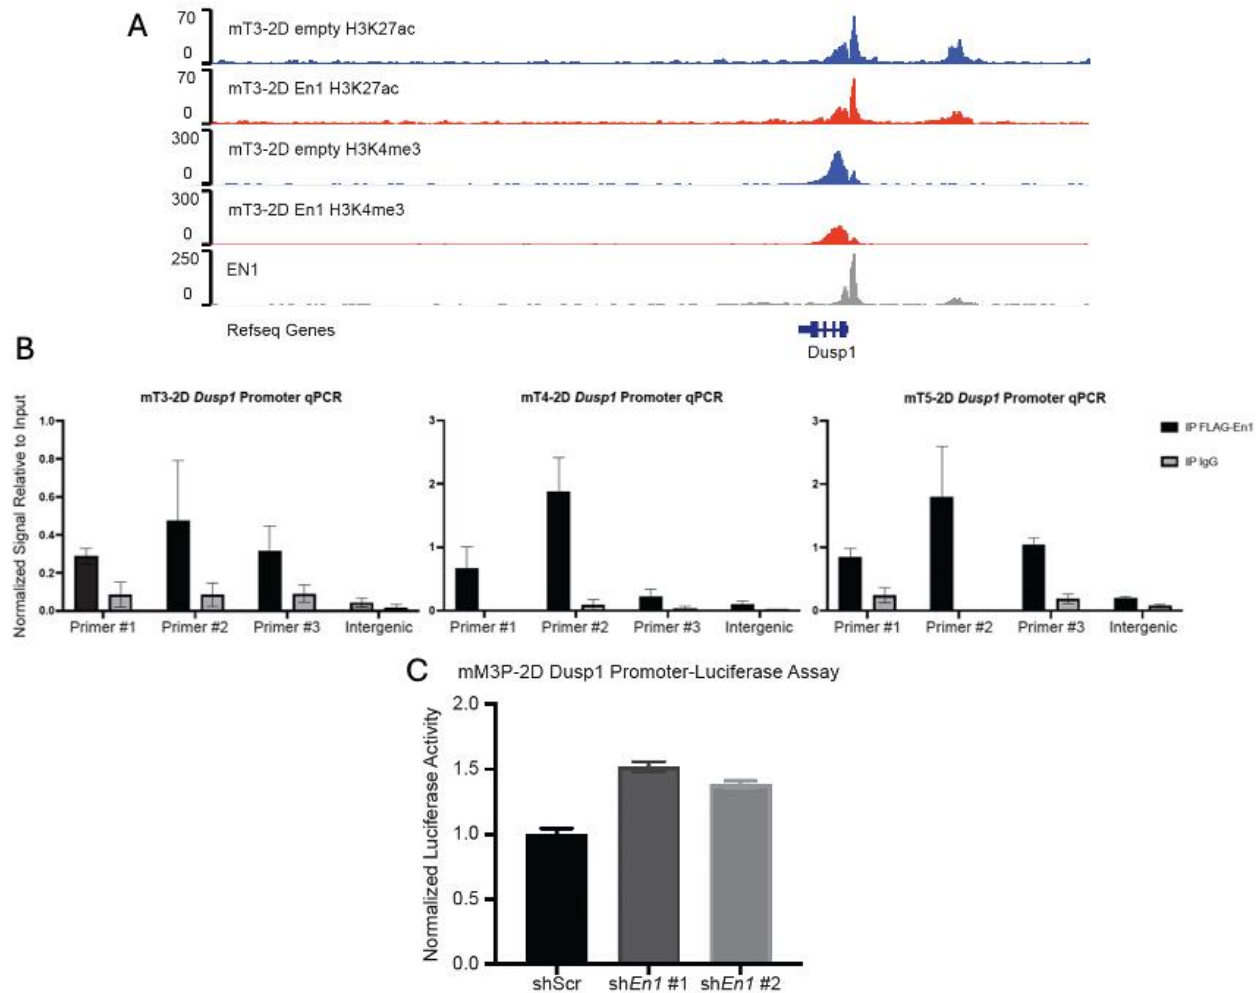 A
70
0
mT3-2D empty H3K27ac
70
0
mT3-2D En1 H3K27ac
300
0
mT3-2D empty H3K4me3
300
0
mT3-2D En1 H3K4me3
250
0
EN1
Refseq Genes
Dusp1
B
mT3-2D Dusp1 Promoter qPCR
Normalized Signal Relative to Input
1.0
0.8
0.6
0.4
0.2
0.0
Primer #1 Primer #2 Primer #3 Intergenic
mT4-2D Dusp1 Promoter qPCR
3
2
1
0
Primer #1 Primer #2 Primer #3 Intergenic
mT5-2D Dusp1 Promoter qPCR
3
2
1
0
Primer #1 Primer #2 Primer #3 Intergenic
IP FLAG-En1
IP IgG
C
mM3P-2D Dusp1 Promoter-Luciferase Assay
Normalized Luciferase Activity
2.0
1.5
1.0
0.5
0.0
shScr shEn1 #1 shEn1 #2